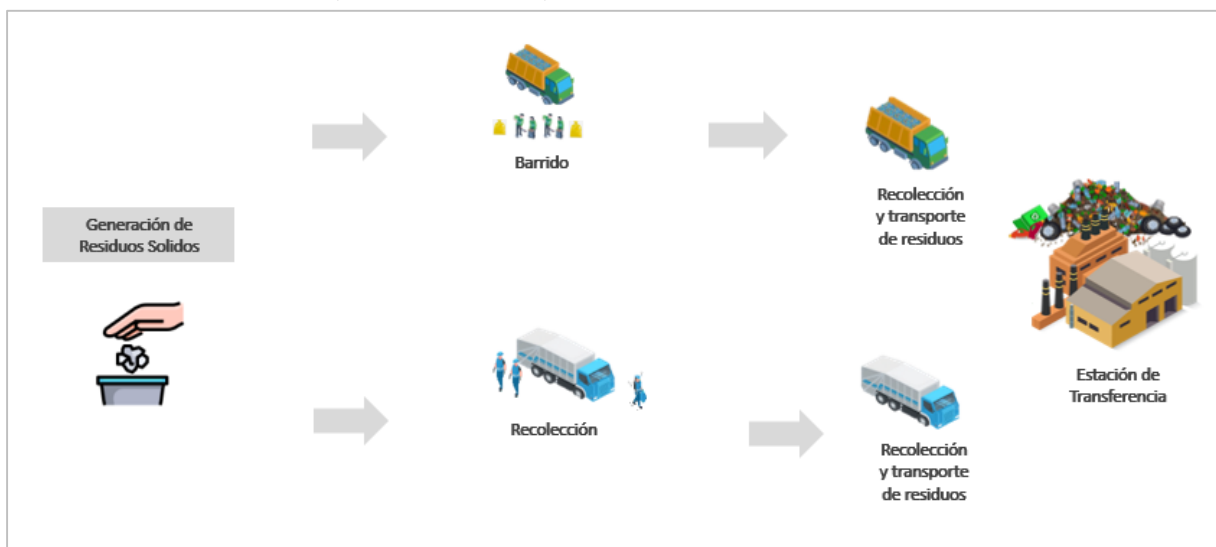 Barrido
Recolección
y transporte
de residuos
Generación de
Residuos Solidos
Estación de
Transferencia
Recolección
Recolección
y transporte
de residuos